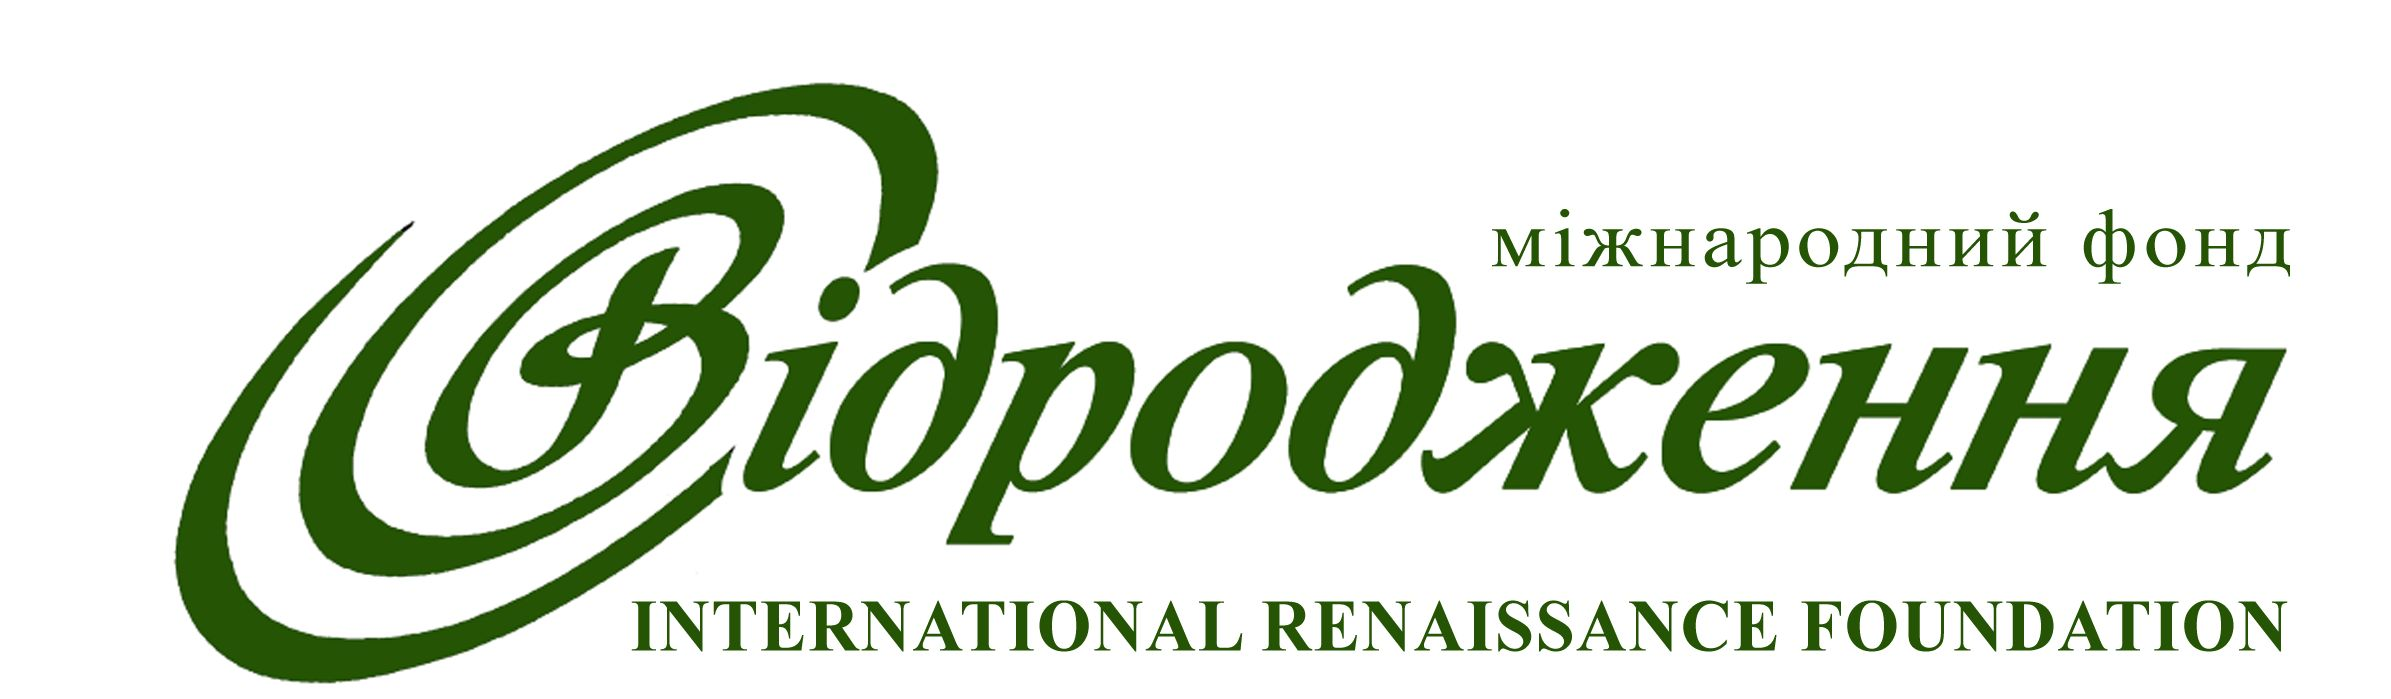 міжнародний фонд
Відродження
INTERNATIONAL RENAISSANCE FOUNDATION